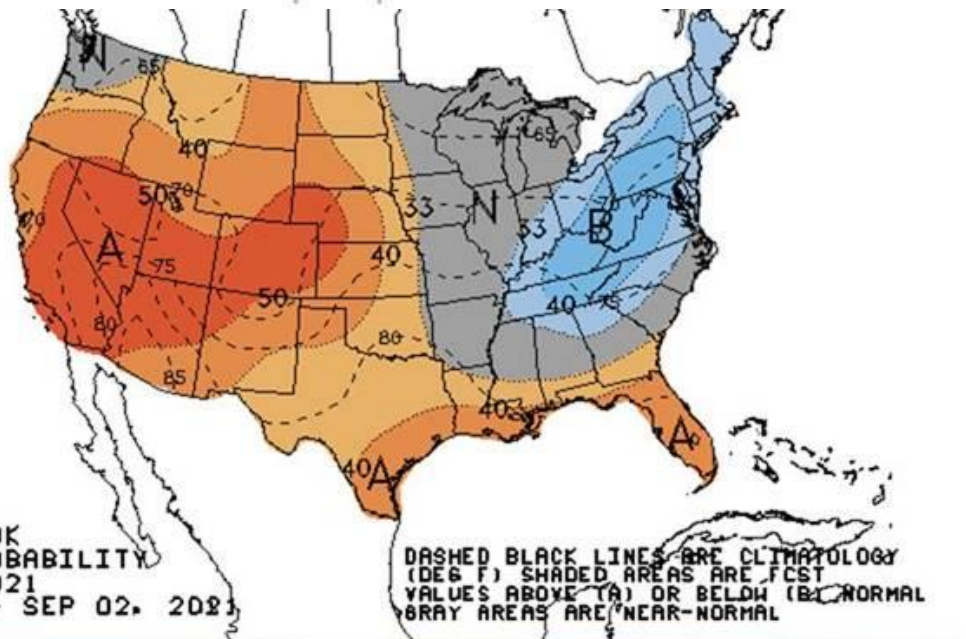 N
65
40
50
70
70
33
N
65
33
B
A
75
40
50
40
75
80
80
85
40
A
40
A
OBABILITY
021
SEP 02, 2021
DASHED BLACK LINES ARE CLIMATOLOGY
(DEG F) SHADED AREAS ARE FCST
VALUES ABOVE (A) OR BELOW (B) NORMAL
GRAY AREAS ARE NEAR-NORMAL